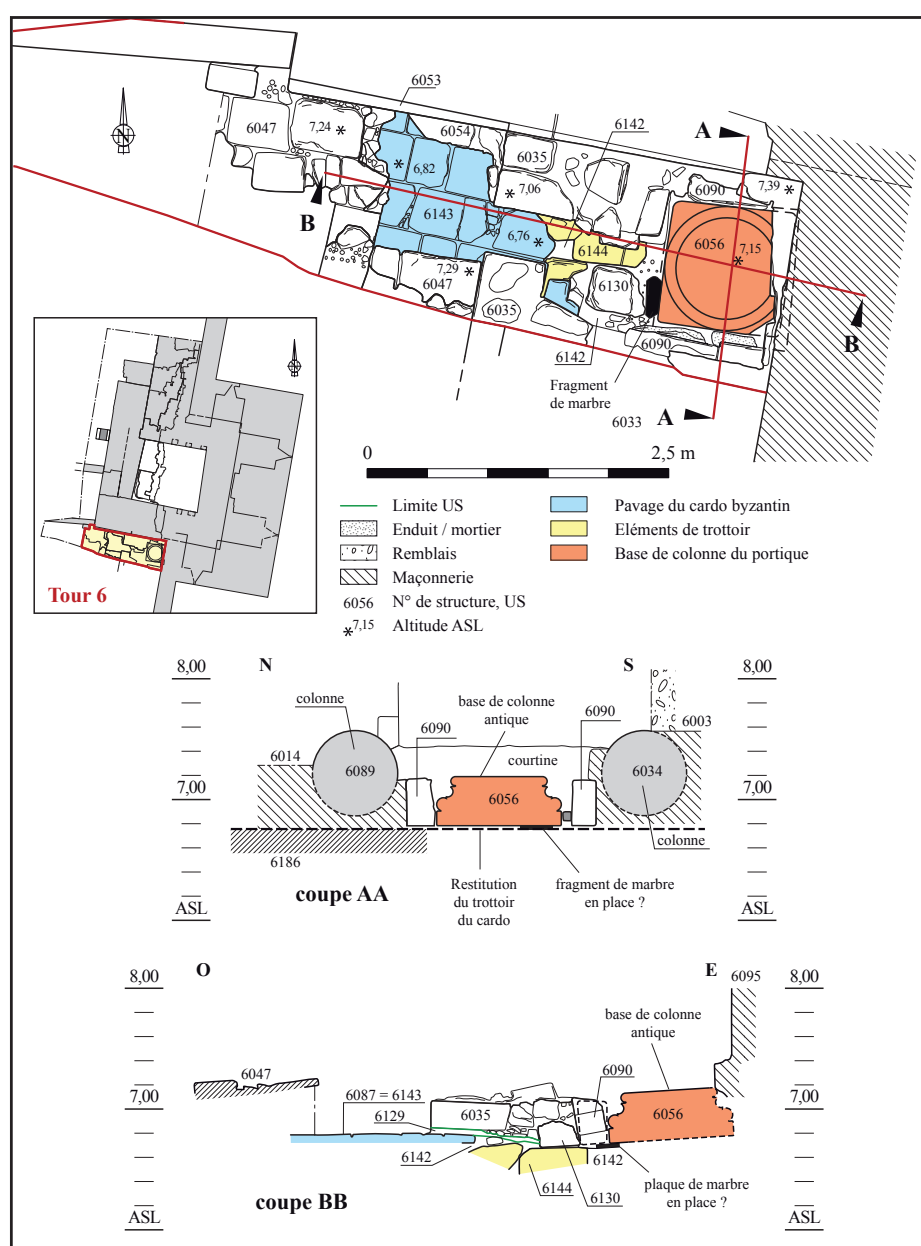 6053
6047
7,24
*
6054
6142
A
6035
6090
7,39
*
N
*
6,82
7,06
*
B
6143
6,76
*
6144
6056
7,15
*
7,29
*
6047
6130
6035
B
6142
6090
Fragment
de marbre
6033
A
Tour 6
0
2,5 m
Limite US
Enduit / mortier
Remblais
Maçonnerie
6056 N° de structure, US
*7,15 Altitude ASL
Pavage du cardo byzantin
Eléments de trottoir
Base de colonne du portique
8,00
N
S
8,00
colonne
base de colonne
antique
6090
6090
6003
6014
courtine
6089
6056
6034
7,00
7,00
colonne
6186
coupe AA
Restitution
du trottoir
du cardo
fragment de marbre
en place ?
ASL
ASL
O
E
6095
8,00
8,00
base de colonne
antique
6047
6090
7,00
6087 = 6143
7,00
6129
6035
6056
6142
6142
6144
6130
plaque de marbre
en place ?
coupe BB
ASL
ASL